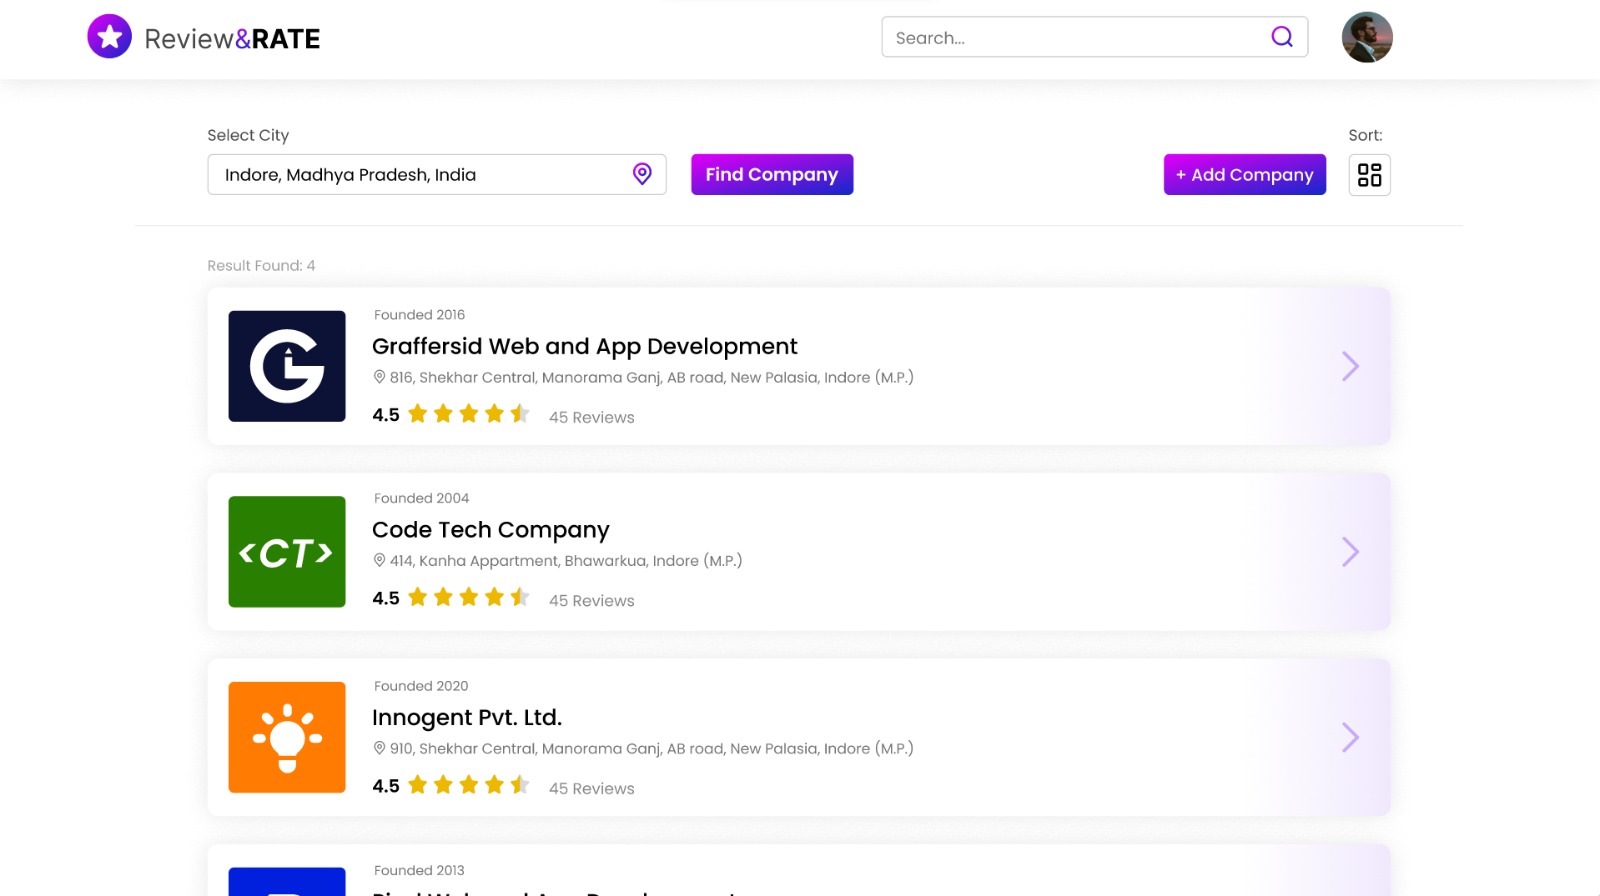 Review&RATE
Search...
Select City
Sort:
Indore, Madhya Pradesh, India
Find Company
+ Add Company
Result Found: 4
G
Founded 2016
Graffersid Web and App Development
816, Shekhar Central, Manorama Ganj, AB road, New Palasia, Indore (M.P.)
4.5
45 Reviews
<CT>
Founded 2004
Code Tech Company
414, Kanha Appartment, Bhawarkua, Indore (M.P.)
4.5
45 Reviews
Founded 2020
Innogent Pvt. Ltd.
910, Shekhar Central, Manorama Ganj, AB road, New Palasia, Indore (M.P.)
4.5
45 Reviews
Founded 2013